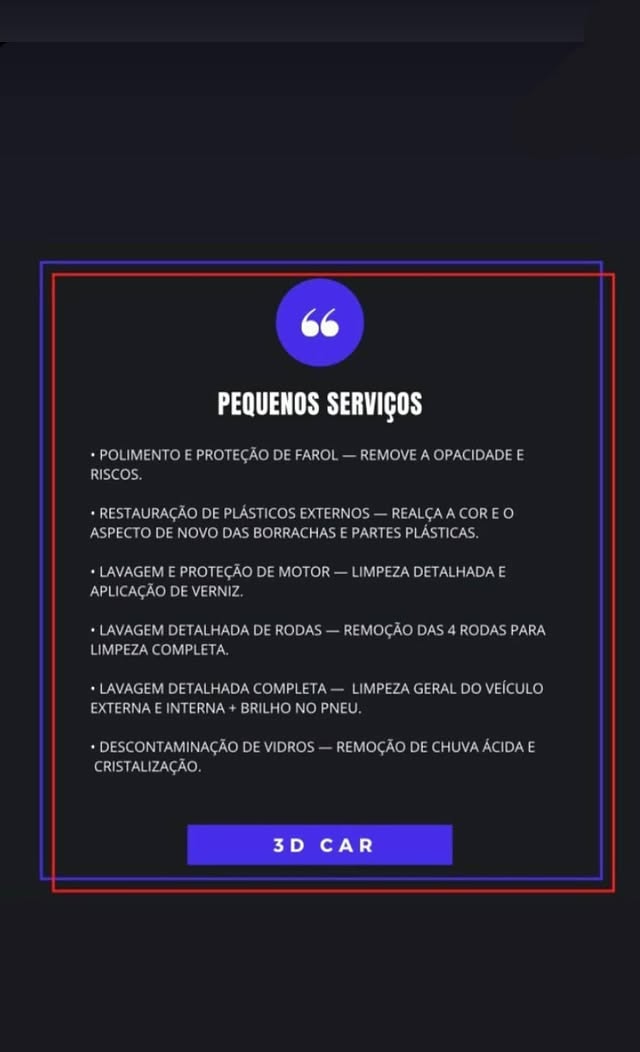 PEQUENOS SERVIÇOS
• POLIMENTO E PROTEÇÃO DE FAROL — REMOVE A OPACIDADE E
RISCOS.
• RESTAURAÇÃO DE PLÁSTICOS EXTERNOS — REALÇA A COR E O
ASPECTO DE NOVO DAS BORRACHAS E PARTES PLÁSTICAS.
• LAVAGEM E PROTEÇÃO DE MOTOR — LIMPEZA DETALHADA E
APLICAÇÃO DE VERNIZ.
• LAVAGEM DETALHADA DE RODAS — REMOÇÃO DAS 4 RODAS PARA
LIMPEZA COMPLETA.
• LAVAGEM DETALHADA COMPLETA — LIMPEZA GERAL DO VEÍCULO
EXTERNA E INTERNA + BRILHO NO PNEU.
• DESCONTAMINAÇÃO DE VIDROS — REMOÇÃO DE CHUVA ÁCIDA E
CRISTALIZAÇÃO.
3D CAR